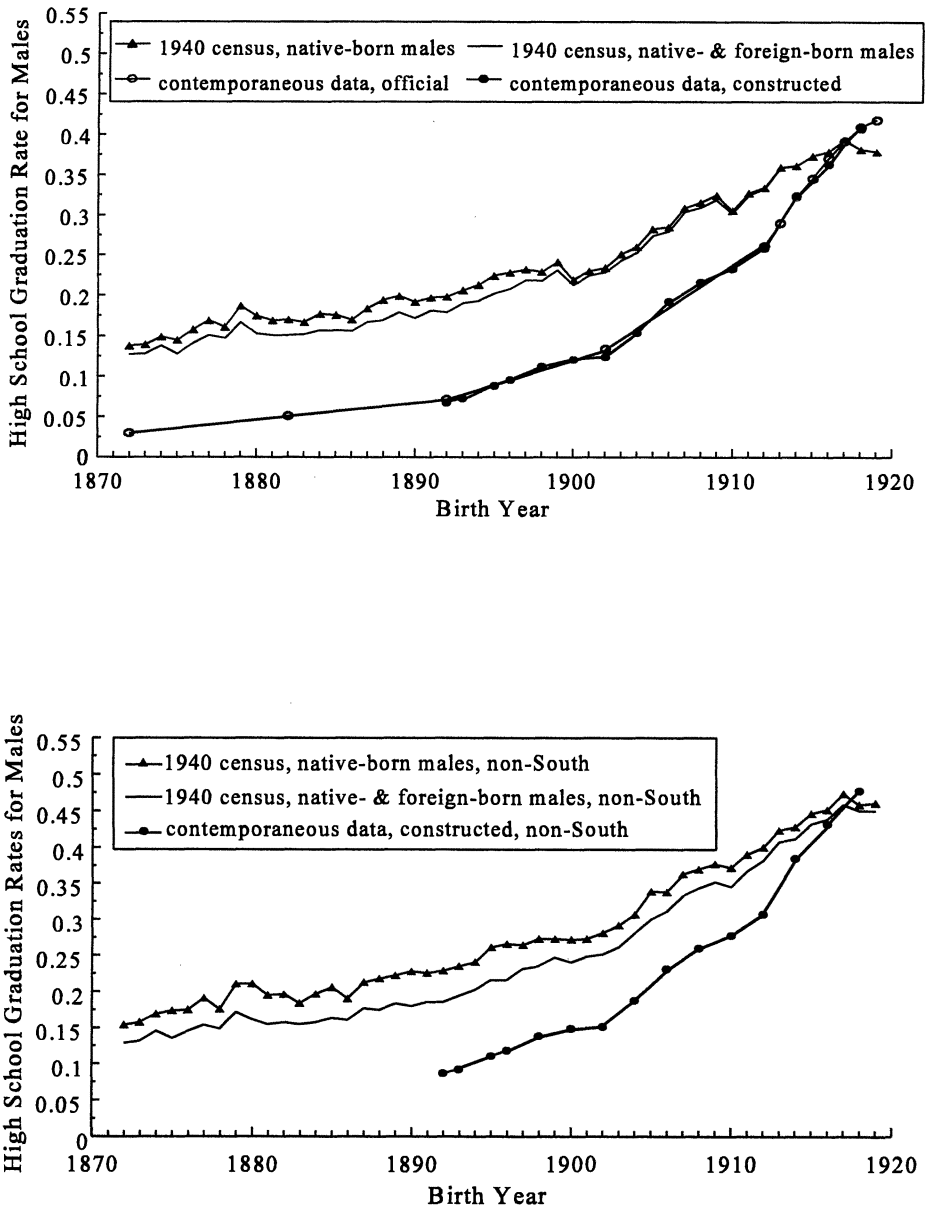 High School Graduation Rate for Males
0.55
0.5
0.45
0.4
0.35
0.3
0.25
0.2
0.15
0.1
0.05
0
1940 census, native-born males
1940 census, native- & foreign-born males
contemporaneous data, official
contemporaneous data, constructed
1870 1880 1890 1900 1910 1920
Birth Year
High School Graduation Rates for Males
0.55
0.5
0.45
0.4
0.35
0.3
0.25
0.2
0.15
0.1
0.05
0
1940 census, native-born males, non-South
1940 census, native- & foreign-born males, non-South
contemporaneous data, constructed, non-South
1870 1880 1890 1900 1910 1920
Birth Year